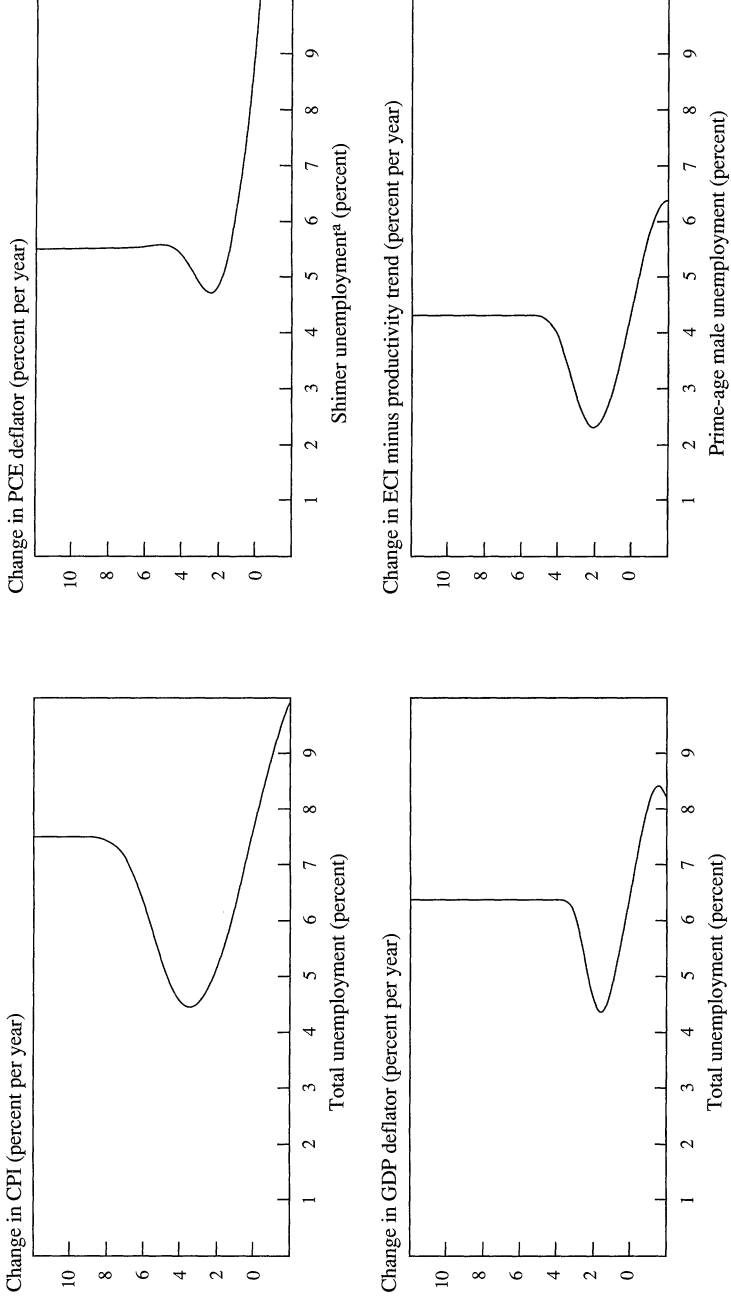 Change in CPI (percent per year)
10
8
6
4
2
0
1 2 3 4 5 6 7 8 9
Total unemployment (percent)
Change in PCE deflator (percent per year)
10
8
6
4
2
0
1 2 3 4 5 6 7 8 9
Shimer unemploymentᵃ (percent)
Change in GDP deflator (percent per year)
10
8
6
4
2
0
1 2 3 4 5 6 7 8 9
Total unemployment (percent)
Change in ECI minus productivity trend (percent per year)
10
8
6
4
2
0
1 2 3 4 5 6 7 8 9
Prime-age male unemployment (percent)